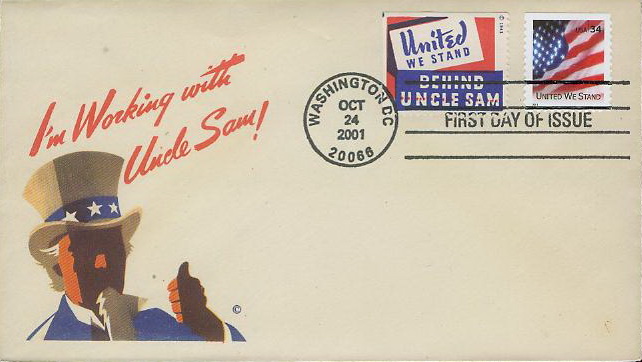 I'm Working with
Uncle Sam!
©
United
WE STAND
BEHIND
UNCLE SAM
USA 34
UNITED WE STAND
WASHINGTON DC
OCT
24
2001
20066
FIRST DAY OF ISSUE